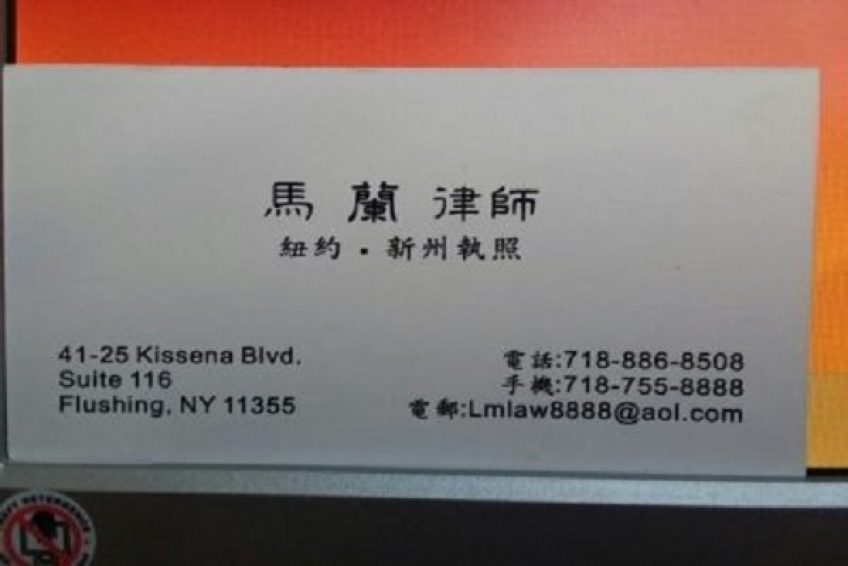 馬 蘭 律師
紐約 · 新州執照
41-25 Kissena Blvd.
Suite 116
Flushing, NY 11355
電話:718-886-8508
手機:718-755-8888
電郵:Lmlaw8888@aol.com